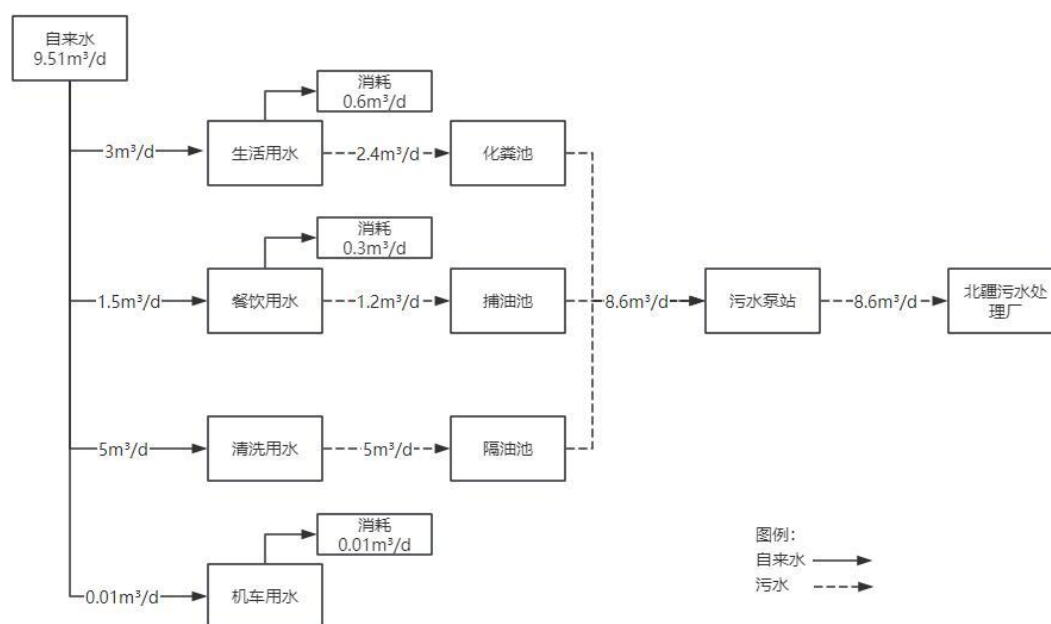 自来水
9.51m³/d
消耗
0.6m³/d
3m³/d
生活用水
2.4m³/d
化粪池
消耗
0.3m³/d
1.5m³/d
餐饮用水
1.2m³/d
捕油池
8.6m³/d
污水泵站
8.6m³/d
北疆污水处
理厂
5m³/d
清洗用水
5m³/d
隔油池
消耗
0.01m³/d
0.01m³/d
机车用水
图例：
自来水
污水